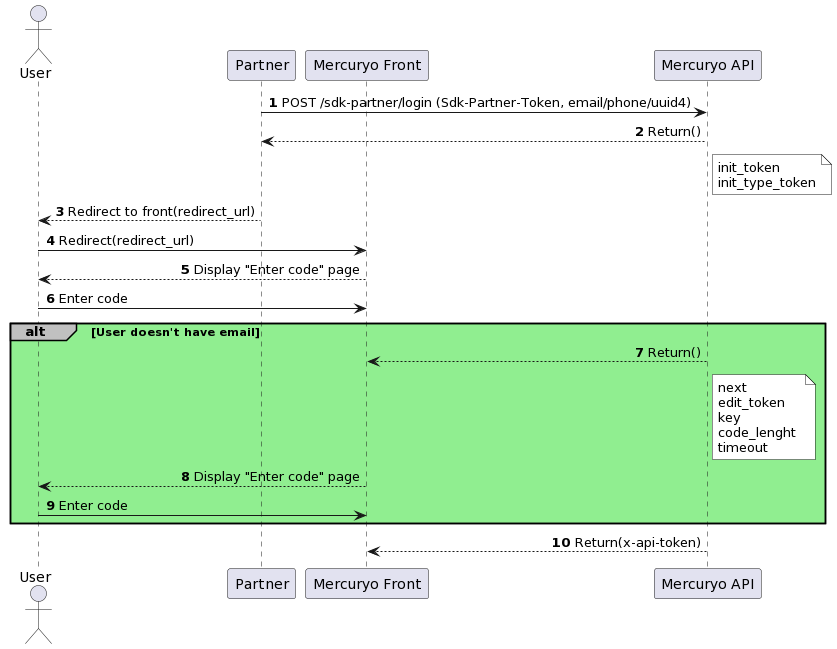 User
Partner
Mercuryo Front
Mercuryo API
1 POST /sdk-partner/login (Sdk-Partner-Token, email/phone/uuid4)
2 Return()
init_token
init_type_token
3 Redirect to front(redirect_url)
4 Redirect(redirect_url)
5 Display "Enter code" page
6 Enter code
alt [User doesn't have email]
7 Return()
next
edit_token
key
code_lenght
timeout
8 Display "Enter code" page
9 Enter code
10 Return(x-api-token)
User
Partner
Mercuryo Front
Mercuryo API